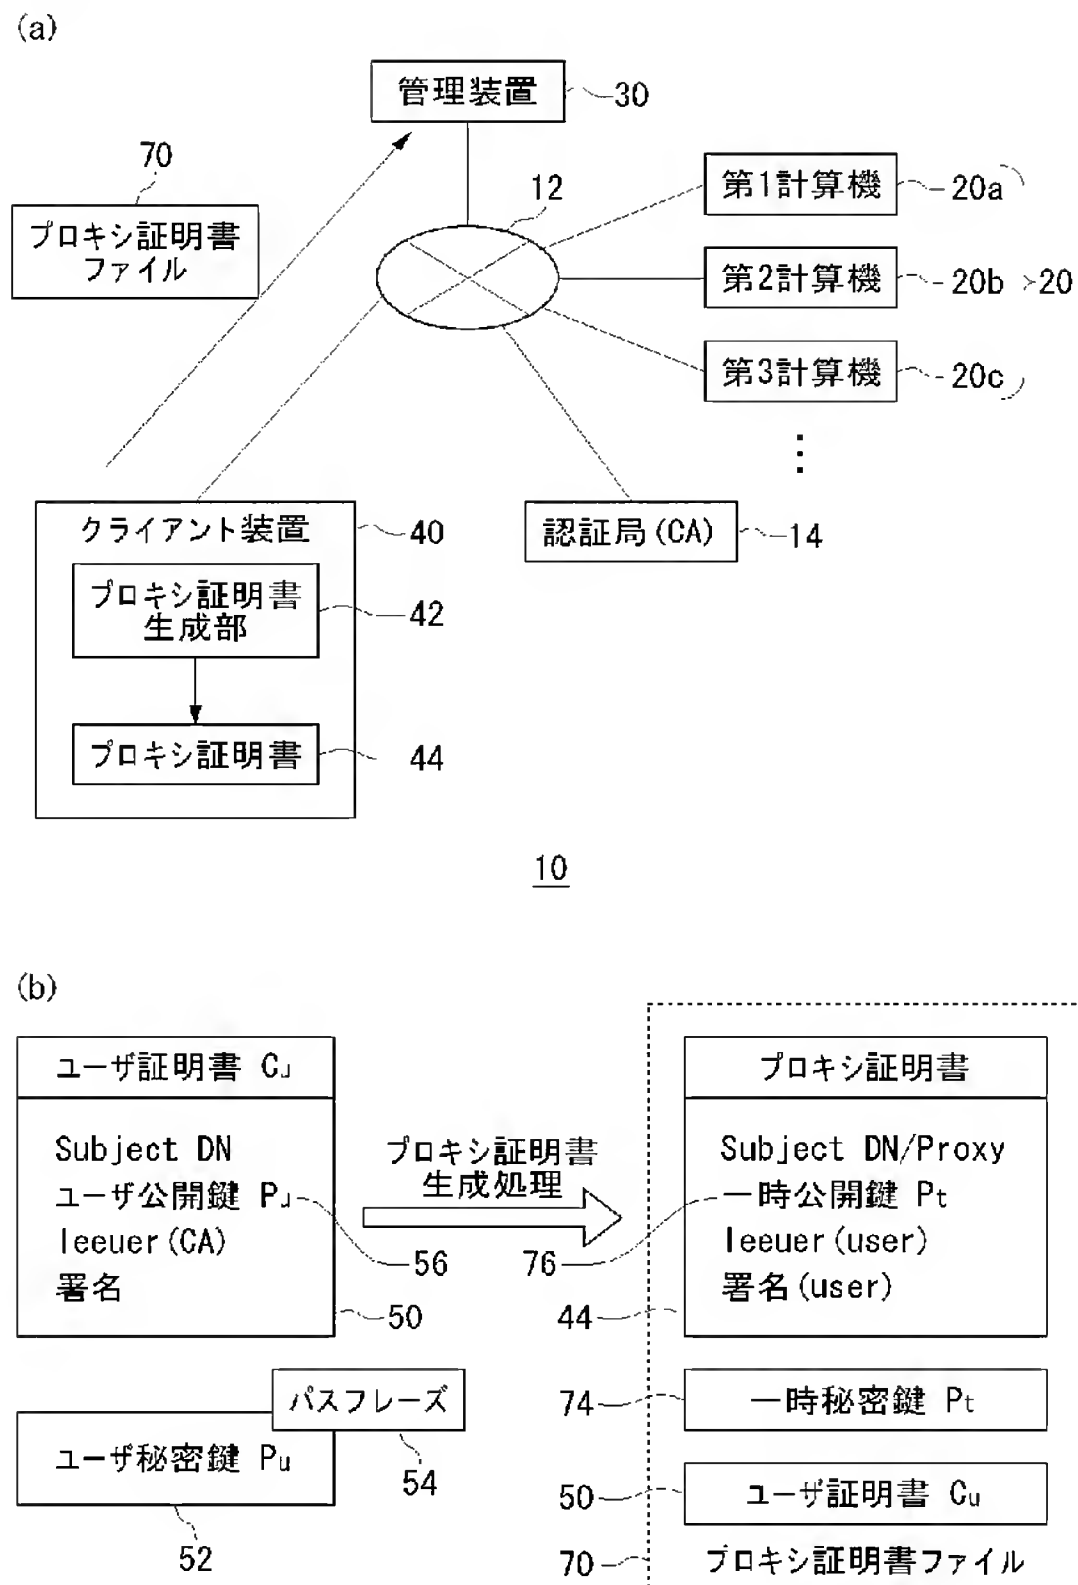 (a)
管理装置
30
70
プロキシ証明書
ファイル
12
第1計算機
20a
第2計算機
20b
20
第3計算機
20c
⋮
クライアント装置
40
認証局(CA)
14
プロキシ証明書
生成部
42
プロキシ証明書
44
10
(b)
ユーザ証明書 Cu
Subject DN
ユーザ公開鍵 Pu
Ieeuer(CA)
署名
56
50
プロキシ証明書
生成処理
76
プロキシ証明書
Subject DN/Proxy
一時公開鍵 Pt
Ieeuer(user)
署名(user)
44
パスフレーズ
54
ユーザ秘密鍵 Pu
52
74
一時秘密鍵 Pt
50
ユーザ証明書 Cu
70
プロキシ証明書ファイル